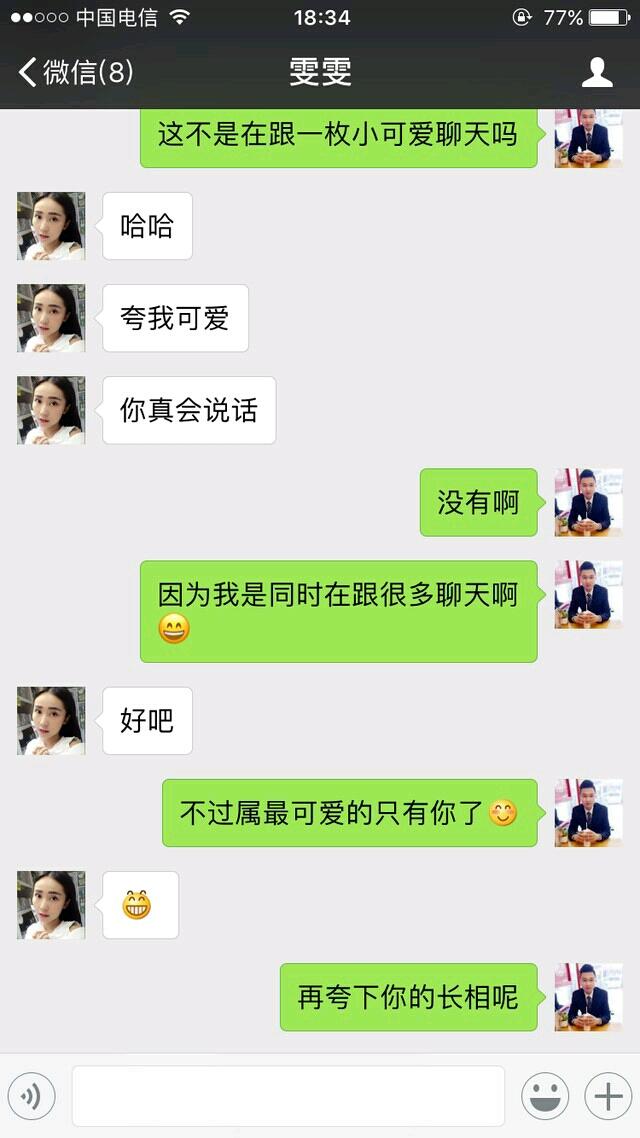 中国电信 18:34 77%
微信(8) 雯雯
这不是在跟一枚小可爱聊天吗
哈哈
夸我可爱
你真会说话
没有啊
因为我是同时在跟很多聊天啊
😄
好吧
不过属最可爱的只有你了😊
😁
再夸下你的长相呢